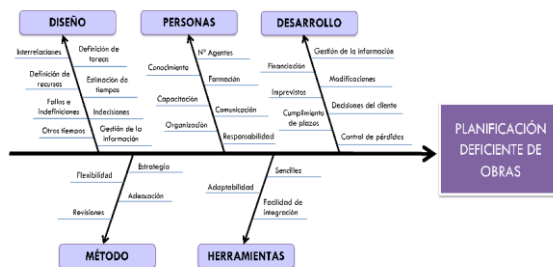 DISEÑO
PERSONAS
DESARROLLO
Interrelaciones
Definición de
tareas
Definición de
recursos
Estimación de
tiempos
Fallos e
indefiniciones
Indecisiones
Otros tiempos
Gestión de la
información
Nº Agentes
Conocimiento
Formación
Capacitación
Comunicación
Organización
Responsabilidad
Gestión de la información
Financiación
Modificaciones
Imprevistos
Decisiones del cliente
Cumplimiento
de plazos
Control de pérdidas
PLANIFICACIÓN
DEFICIENTE DE
OBRAS
Estrategia
Flexibilidad
Adecuación
Revisiones
Sencillez
Adaptabilidad
Facilidad de
integración
MÉTODO
HERRAMIENTAS